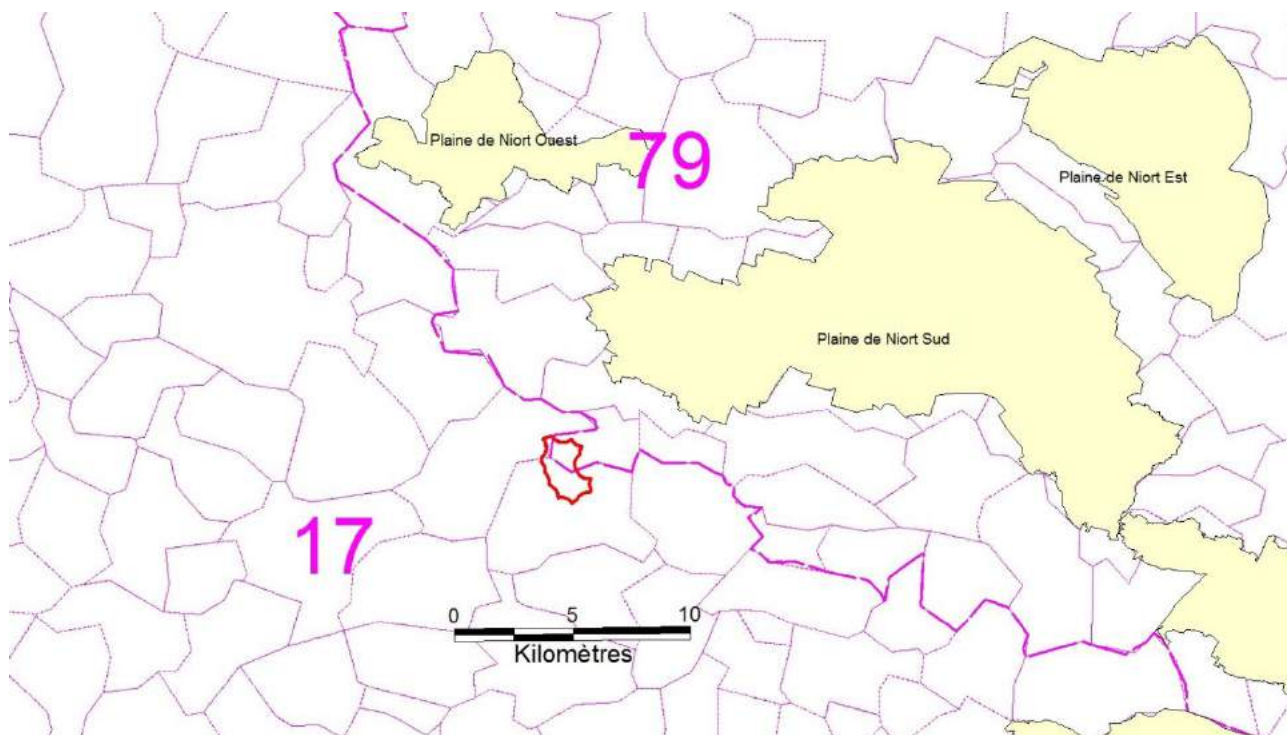 Plaine de Niort Ouest
79
Plaine de Niort Est
Plaine de Niort Sud
17
0 5 10
Kilomètres